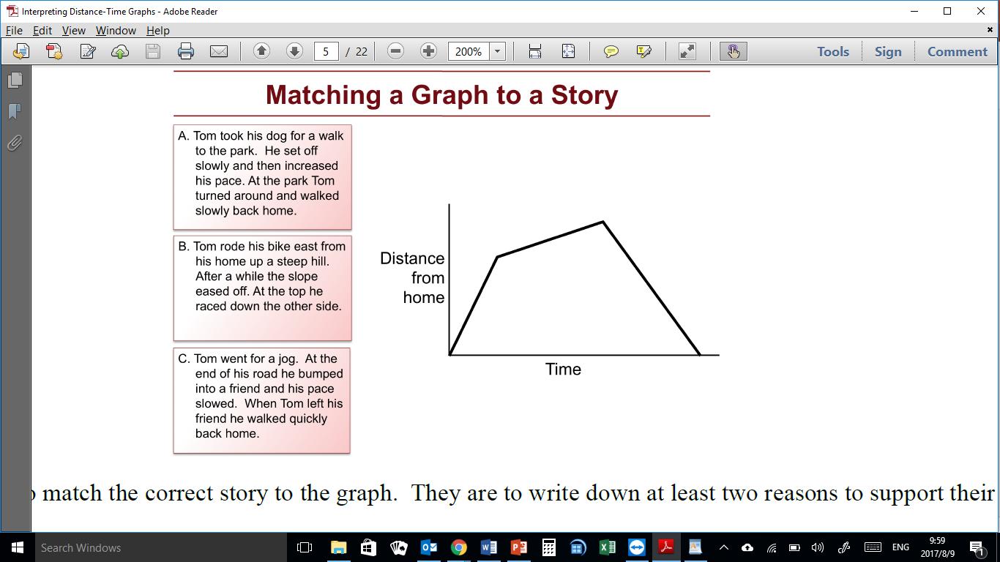 Interpreting Distance-Time Graphs - Adobe Reader
File Edit View Window Help
5 / 22 200% Tools Sign Comment
Matching a Graph to a Story
A. Tom took his dog for a walk
to the park. He set off
slowly and then increased
his pace. At the park Tom
turned around and walked
slowly back home.
B. Tom rode his bike east from
his home up a steep hill.
After a while the slope
eased off. At the top he
raced down the other side.
C. Tom went for a jog. At the
end of his road he bumped
into a friend and his pace
slowed. When Tom left his
friend he walked quickly
back home.
Distance
from
home
Time
match the correct story to the graph. They are to write down at least two reasons to support their
Search Windows
ENG
9:59
2017/8/9
1